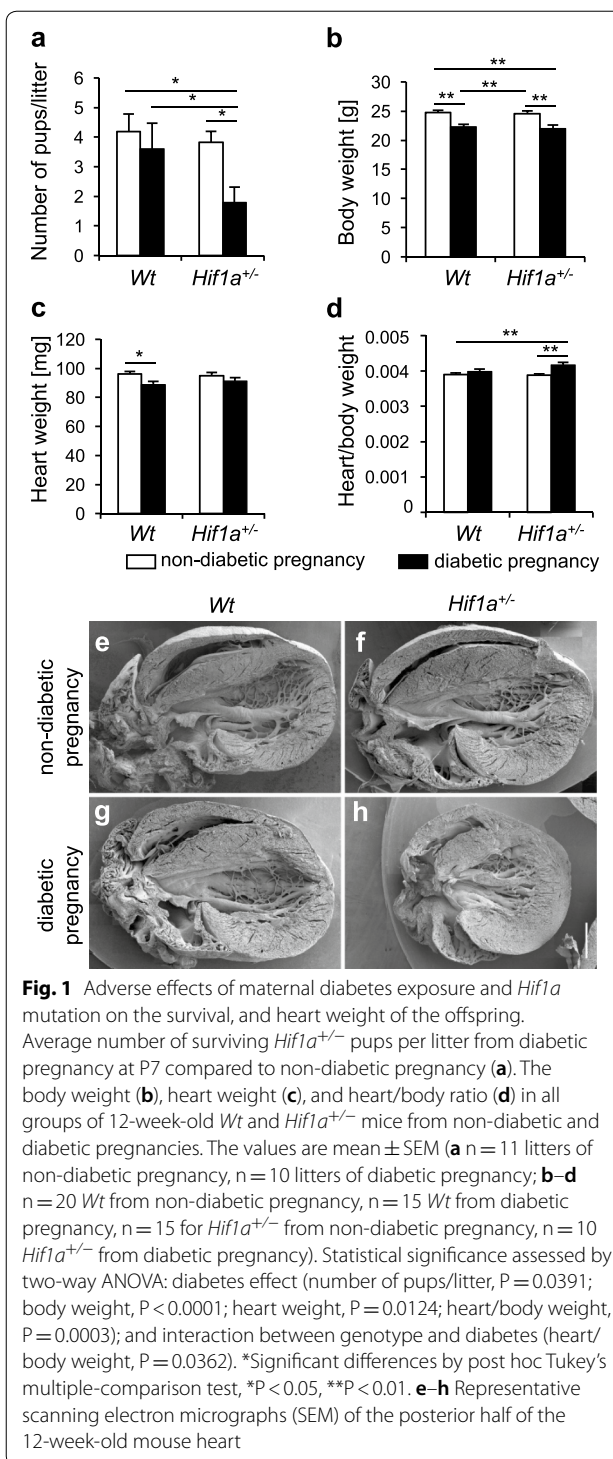 a
*
*
*
Number of pups/litter
6
5
4
3
2
1
0
Wt
Hif1a+/-
b
**
**
**
**
Body weight [g]
30
25
20
15
10
5
0
Wt
Hif1a+/-
c
*
Heart weight [mg]
120
100
80
60
40
20
0
Wt
Hif1a+/-
d
**
**
Heart/body weight
0.005
0.004
0.003
0.002
0.001
0
Wt
Hif1a+/-
non-diabetic pregnancy
diabetic pregnancy
Wt
Hif1a+/-
non-diabetic
pregnancy
e
f
diabetic
pregnancy
g
h
Fig. 1 Adverse effects of maternal diabetes exposure and Hif1a
mutation on the survival, and heart weight of the offspring.
Average number of surviving Hif1a+/− pups per litter from diabetic
pregnancy at P7 compared to non-diabetic pregnancy (a). The
body weight (b), heart weight (c), and heart/body ratio (d) in all
groups of 12-week-old Wt and Hif1a+/− mice from non-diabetic and
diabetic pregnancies. The values are mean ± SEM (a n = 11 litters of
non-diabetic pregnancy, n = 10 litters of diabetic pregnancy; b–d
n = 20 Wt from non-diabetic pregnancy, n = 15 Wt from diabetic
pregnancy, n = 15 for Hif1a+/− from non-diabetic pregnancy, n = 10
Hif1a+/− from diabetic pregnancy). Statistical significance assessed by
two-way ANOVA: diabetes effect (number of pups/litter, P = 0.0391;
body weight, P < 0.0001; heart weight, P = 0.0124; heart/body weight,
P = 0.0003); and interaction between genotype and diabetes (heart/
body weight, P = 0.0362). *Significant differences by post hoc Tukey's
multiple-comparison test, *P < 0.05, **P < 0.01. e–h Representative
scanning electron micrographs (SEM) of the posterior half of the
12-week-old mouse heart